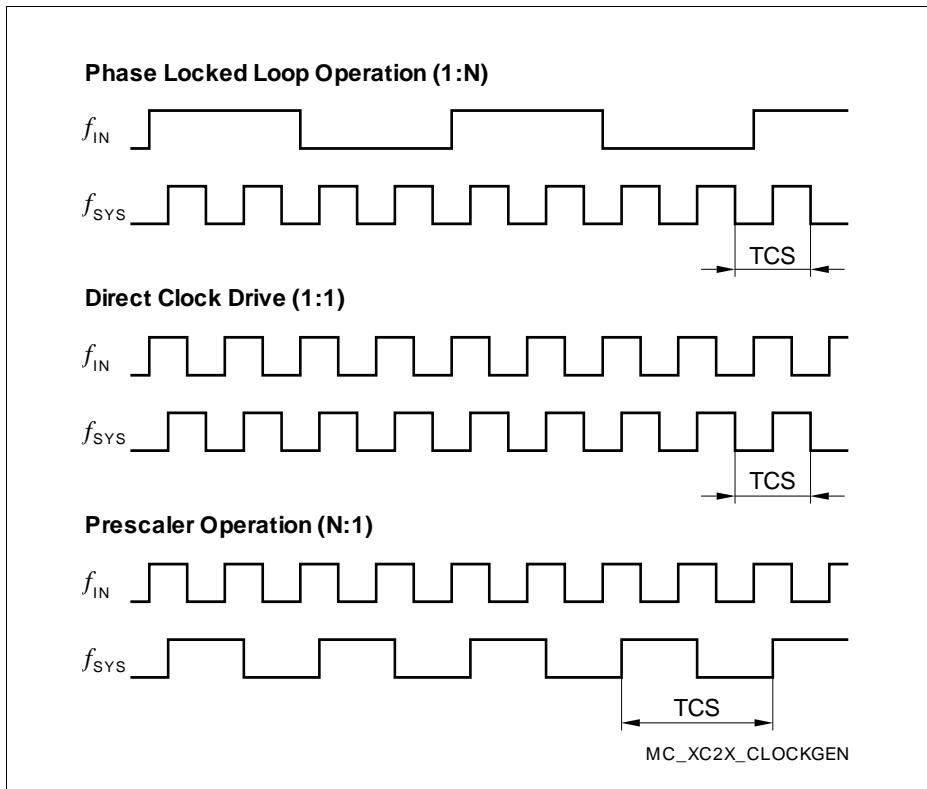 Phase Locked Loop Operation (1:N)
fIN
fSYS
TCS
Direct Clock Drive (1:1)
fIN
fSYS
TCS
Prescaler Operation (N:1)
fIN
fSYS
TCS
MC_XC2X_CLOCKGEN